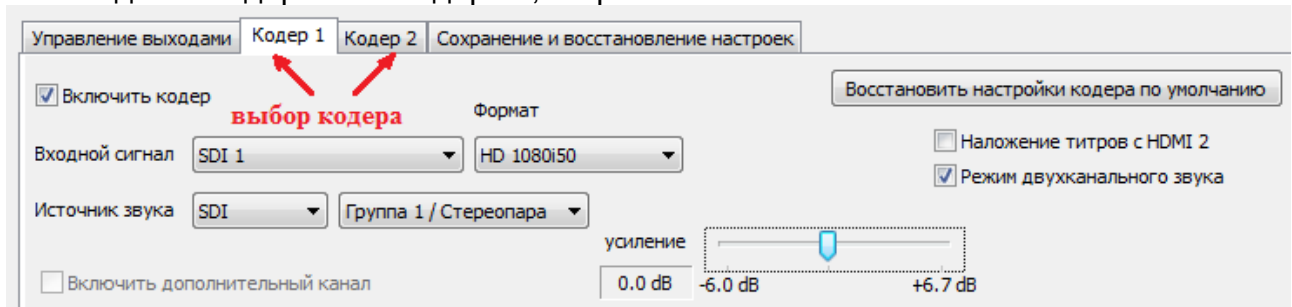 Управление выходами Кодер 1 Кодер 2 Сохранение и восстановление настроек
Включить кодер
Восстановить настройки кодера по умолчанию
выбор кодера
Формат
Входной сигнал SDI 1 HD 1080i50
Наложение титров с HDMI 2
Режим двухканального звука
Источник звука SDI Группа 1 / Стереопара
усиление
Включить дополнительный канал 0.0 dB -6.0 dB +6.7 dB